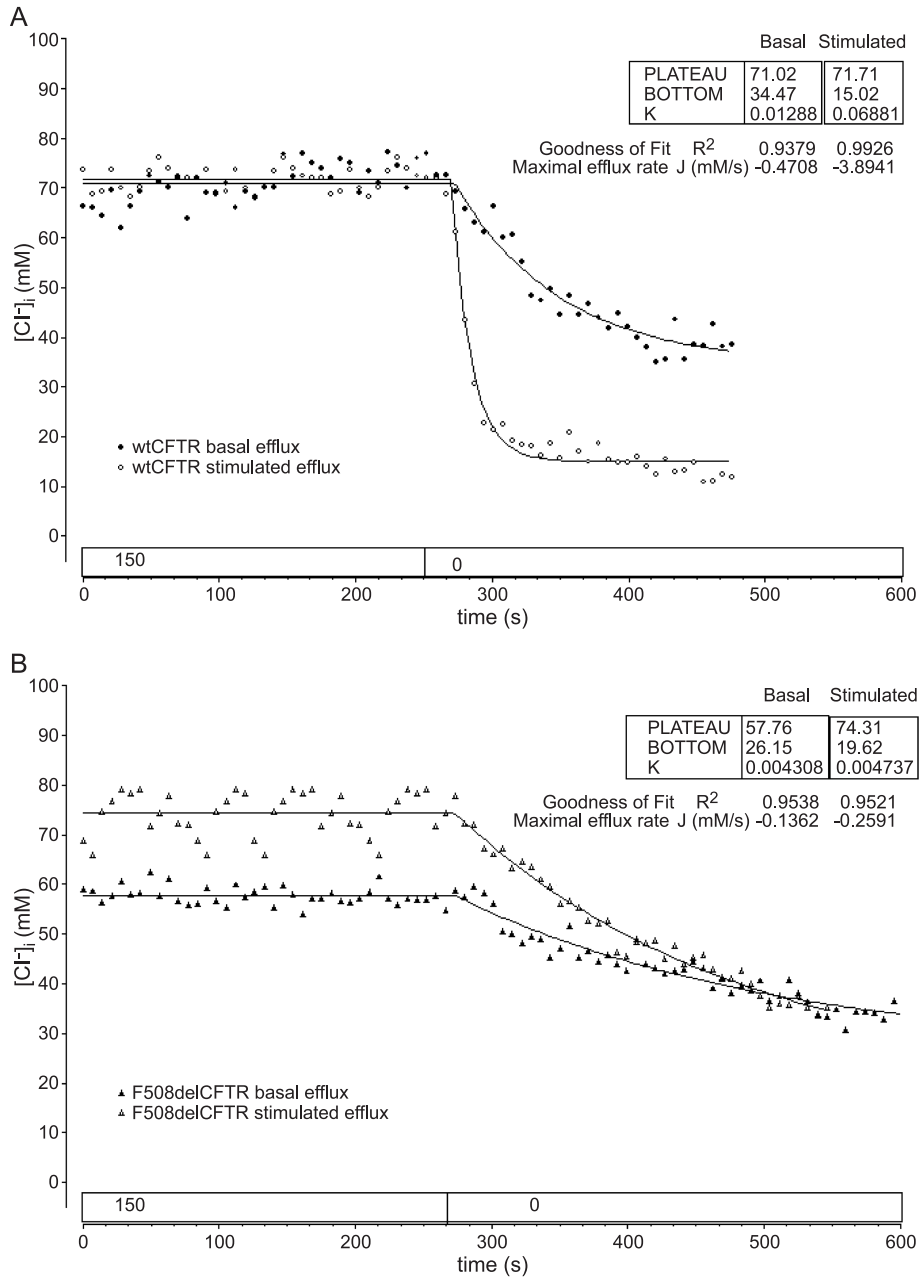 A
Basal Stimulated
PLATEAU 71.02 71.71
BOTTOM 34.47 15.02
K 0.01288 0.06881
Goodness of Fit R² 0.9379 0.9926
Maximal efflux rate J (mM/s) -0.4708 -3.8941
100
90
80
70
60
50
40
30
20
10
0
[Cl-]i (mM)
wtCFTR basal efflux
wtCFTR stimulated efflux
150 0
0 100 200 300 400 500 600
time (s)
B
Basal Stimulated
PLATEAU 57.76 74.31
BOTTOM 26.15 19.62
K 0.004308 0.004737
Goodness of Fit R² 0.9538 0.9521
Maximal efflux rate J (mM/s) -0.1362 -0.2591
100
90
80
70
60
50
40
30
20
10
0
[Cl-]i (mM)
F508delCFTR basal efflux
F508delCFTR stimulated efflux
150 0
0 100 200 300 400 500 600
time (s)